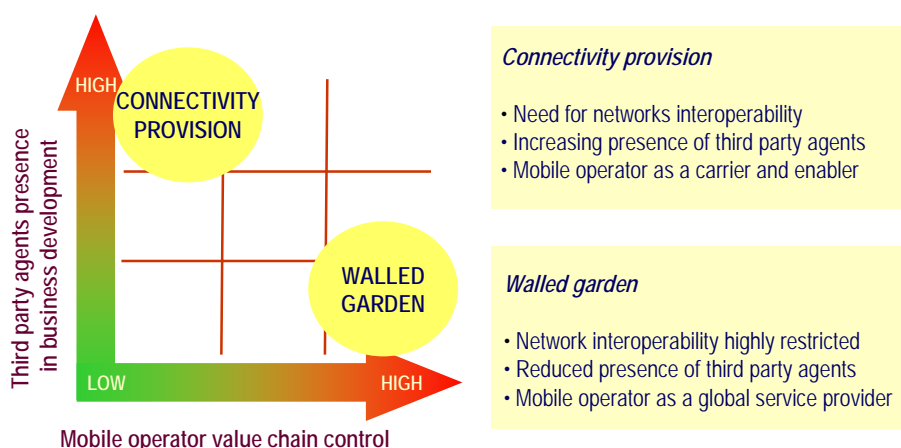 HIGH
CONNECTIVITY
PROVISION
WALLED
GARDEN
LOW
HIGH
Third party agents presence
in business development
Mobile operator value chain control
Connectivity provision
• Need for networks interoperability
• Increasing presence of third party agents
• Mobile operator as a carrier and enabler
Walled garden
• Network interoperability highly restricted
• Reduced presence of third party agents
• Mobile operator as a global service provider